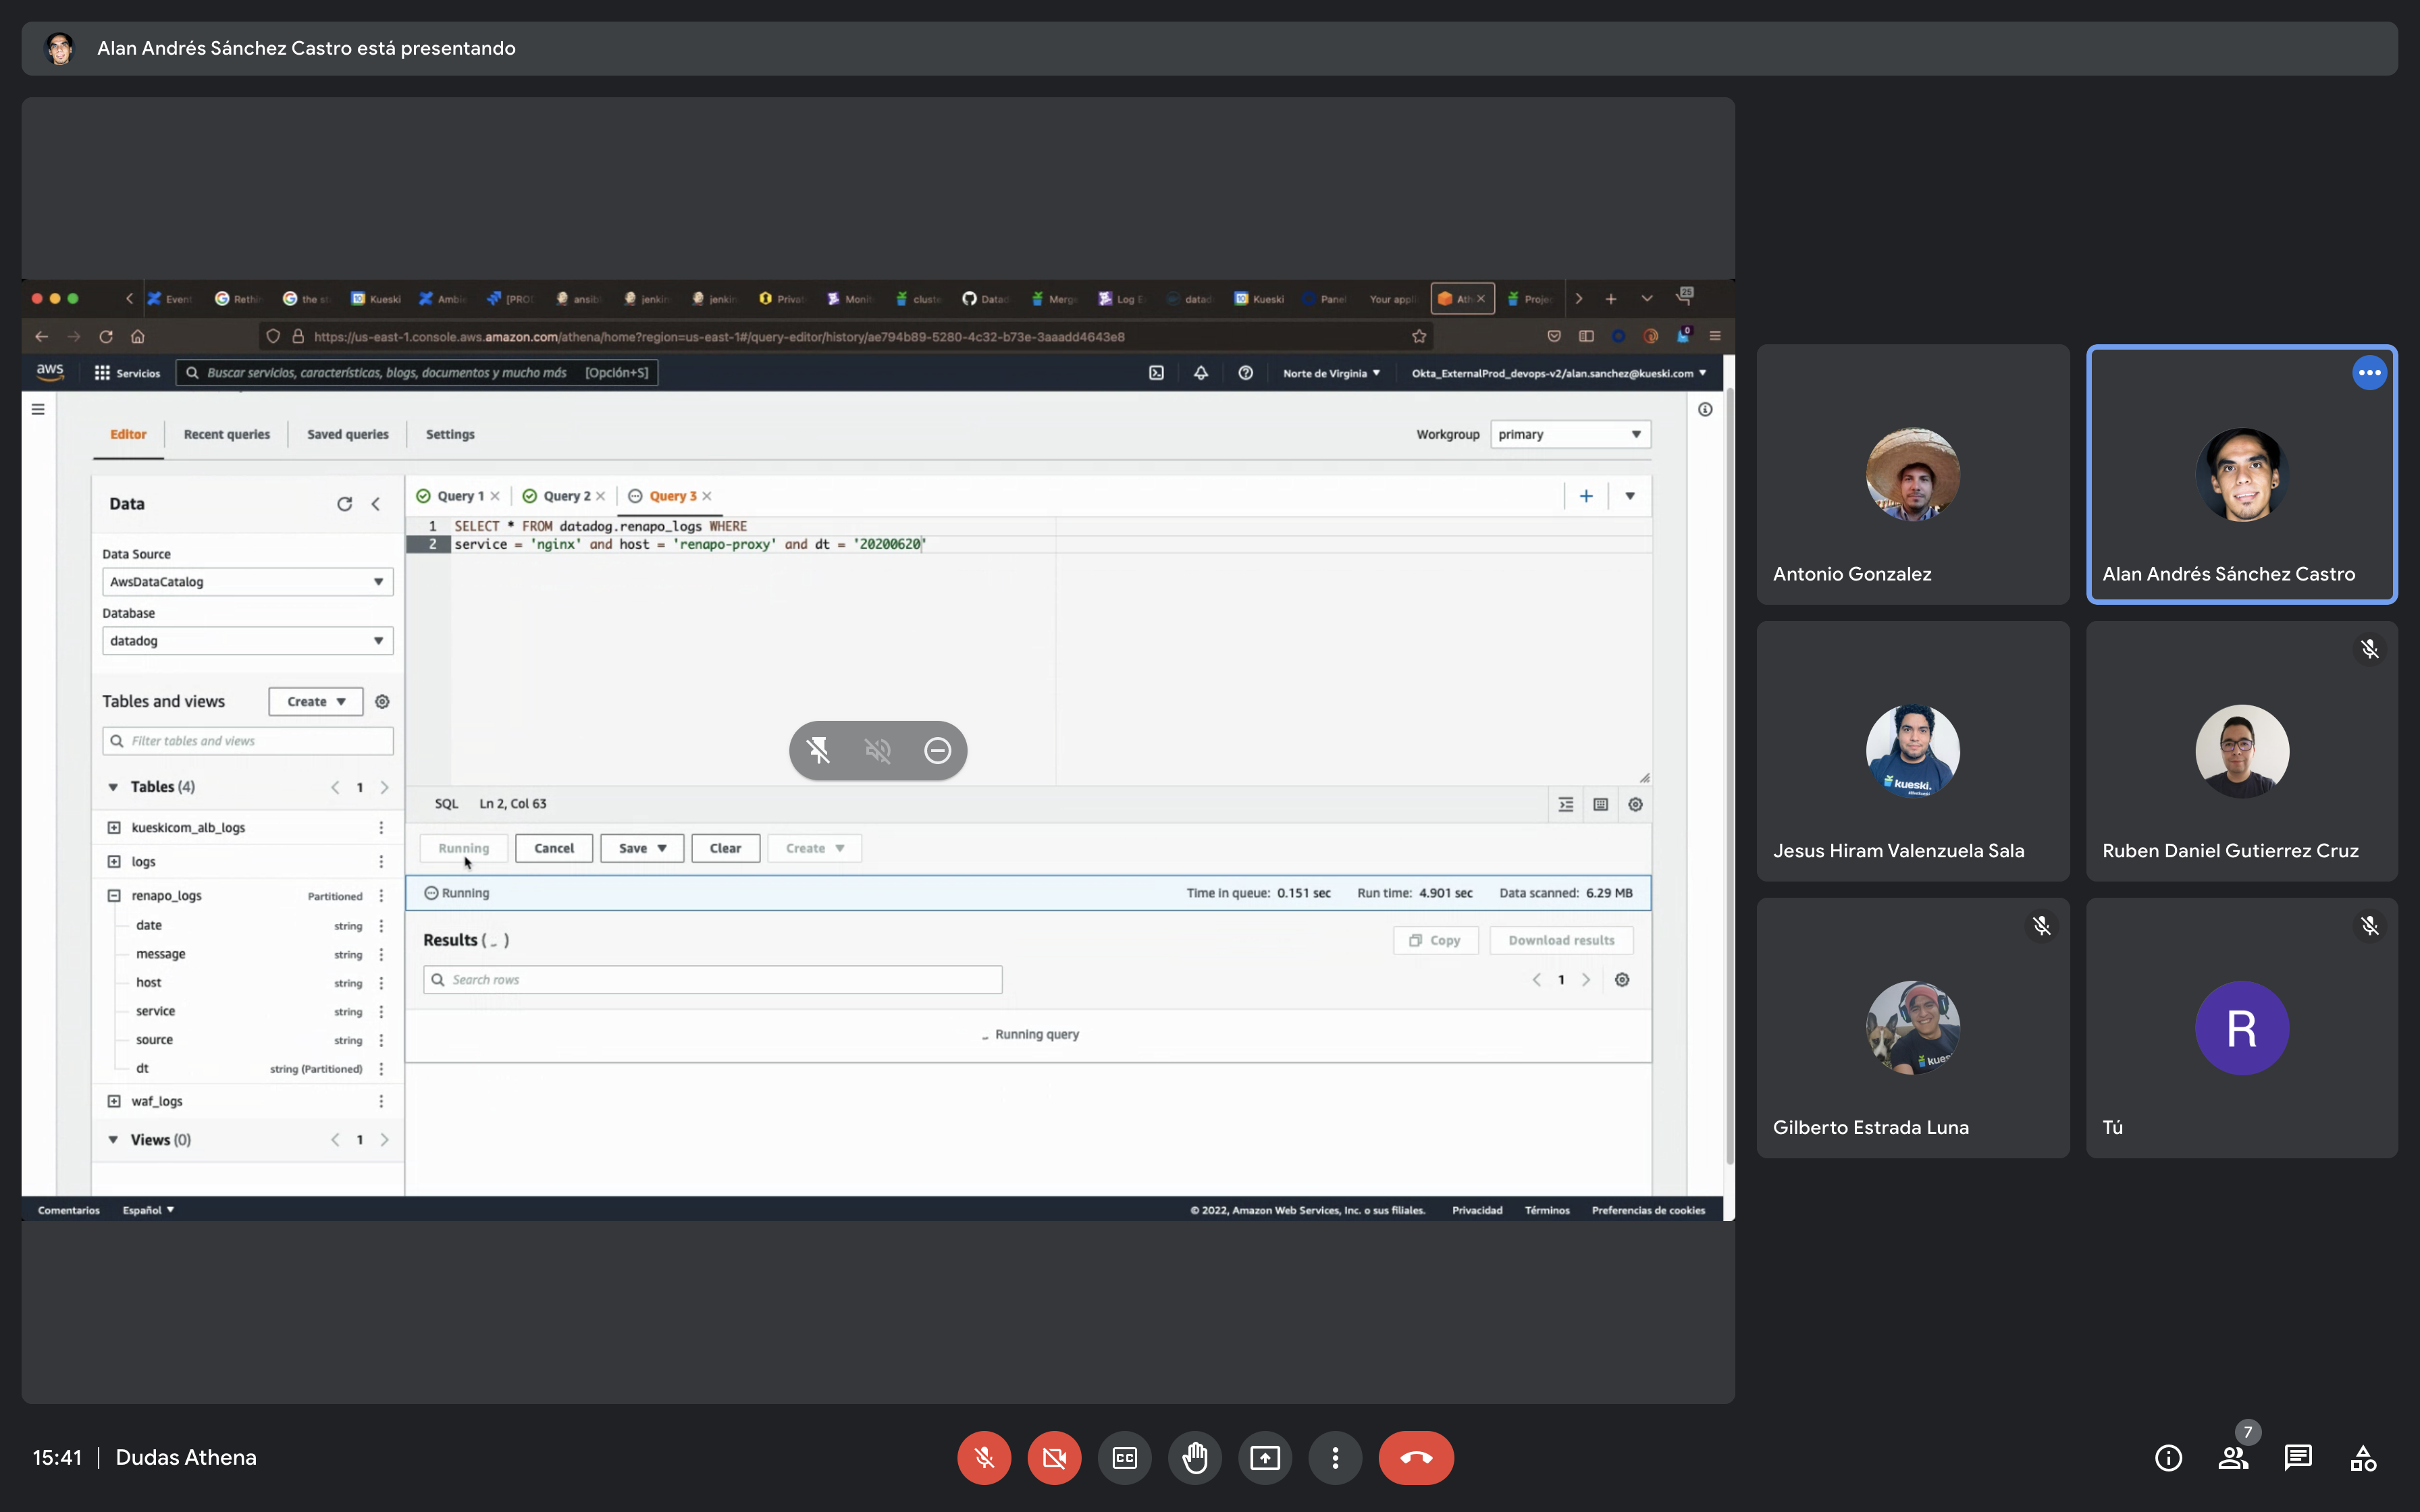 Alan Andrés Sánchez Castro está presentando
Event
Rethi
the st
Kueski
Ambie
[PRO
ansib
jenkin
jenkin
Privat
Moni
cluste
Datad
Merg
Log E
datad
Kueski
Panel
Your appli
Ath
Projec
25
https://us-east-1.console.aws.amazon.com/athena/home?region=us-east-1#/query-editor/history/ae794b89-5280-4c32-b73e-3aaadd4643e8
0
aws
Servicios
Buscar servicios, características, blogs, documentos y mucho más [Opción+S]
Norte de Virginia
Okta_ExternalProd_devops-v2/alan.sanchez@kueski.com
Editor
Recent queries
Saved queries
Settings
Workgroup
primary
Data
Data Source
AwsDataCatalog
Database
datadog
Tables and views
Create
Filter tables and views
Tables (4)
1
kueskicom_alb_logs
logs
renapo_logs
Partitioned
date
string
message
string
host
string
service
string
source
string
dt
string (Partitioned)
waf_logs
Views (0)
1
Query 1
Query 2
Query 3
1 SELECT * FROM datadog.renapo_logs WHERE
2 service = 'nginx' and host = 'renapo-proxy' and dt = '20200620'
SQL Ln 2, Col 63
Running
Cancel
Save
Clear
Create
Running
Time in queue: 0.151 sec
Run time: 4.901 sec
Data scanned: 6.29 MB
Results
Copy
Download results
Search rows
1
Running query
Comentarios
Español
© 2022, Amazon Web Services, Inc. o sus filiales.
Privacidad
Términos
Preferencias de cookies
Antonio Gonzalez
Alan Andrés Sánchez Castro
kueski.
Jesus Hiram Valenzuela Sala
Ruben Daniel Gutierrez Cruz
Gilberto Estrada Luna
R
Tú
15:41 | Dudas Athena
CC
7